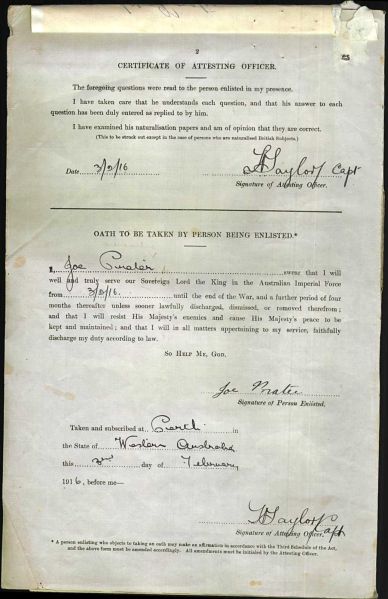 2
CERTIFICATE OF ATTESTING OFFICER.
The foregoing questions were read to the person enlisted in my presence.
I have taken care that he understands each question, and that his answer to each
question has been duly entered as replied to by him.
I have examined his naturalisation papers and am of opinion that they are correct.
(This to be struck out except in the case of persons who are naturalised British Subjects.)
Date 3/2/16 Taylor Capt
Signature of Attesting Officer.
OATH TO BE TAKEN BY PERSON BEING ENLISTED.*
I, Joe swear that I will
well and truly serve our Sovereign Lord the King in the Australian Imperial Force
from 3/2/16. until the end of the War, and a further period of four
months thereafter unless sooner lawfully discharged, dismissed, or removed therefrom;
and that I will resist His Majesty's enemies and cause His Majesty's peace to be
kept and maintained; and that I will in all matters appertaining to my service, faithfully
discharge my duty according to law.
SO HELP ME, GOD.
Joe
Signature of Person Enlisted.
Taken and subscribed at Perth
in the State of Western Australia
this 3rd day of February
1916, before me—
Taylor Capt
Signature of Attesting Officer.
* A person enlisting who objects to taking an oath may make an affirmation in accordance with the Third Schedule of the Act,
and the above form must be amended accordingly. All amendments must be initialed by the Attesting Officer.